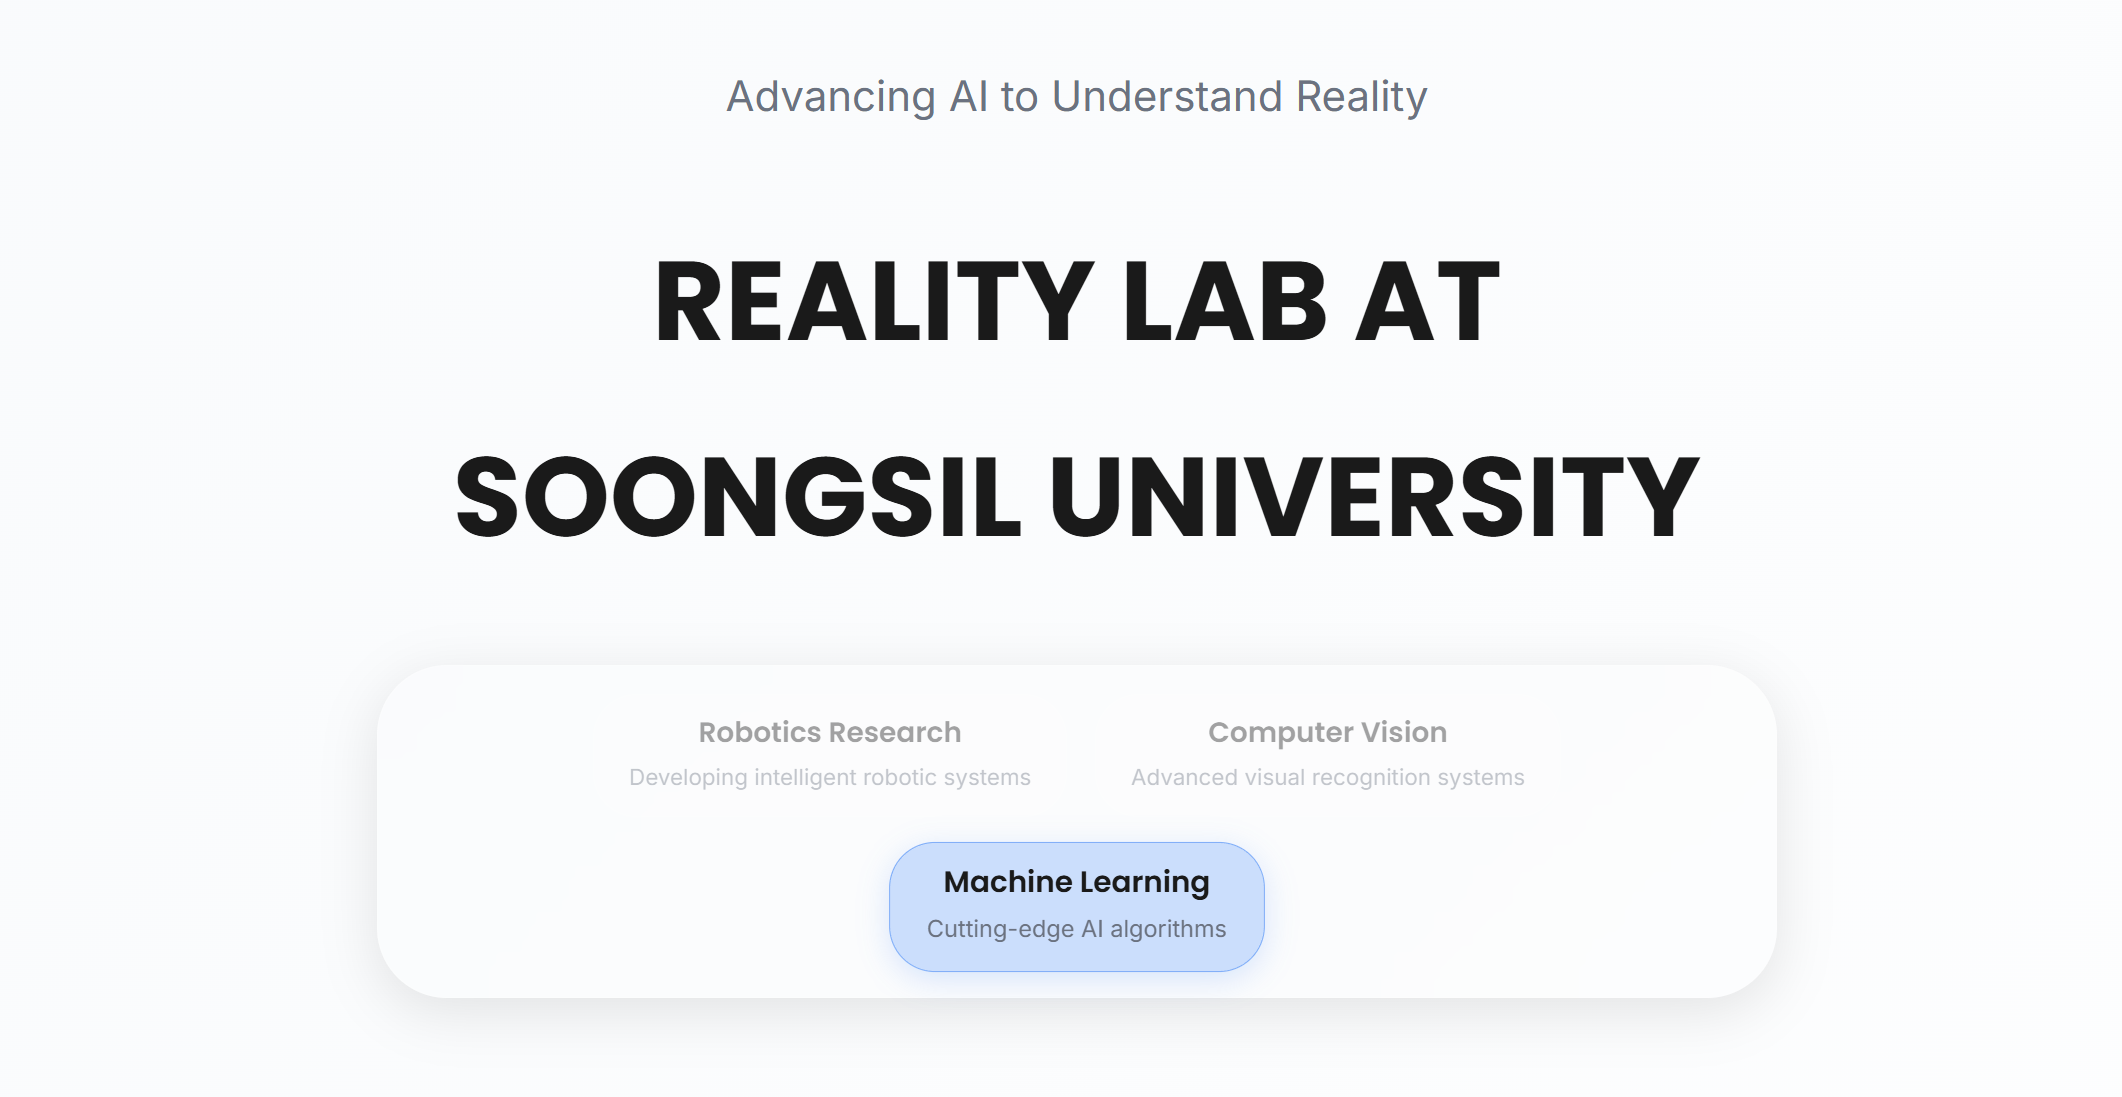 Advancing AI to Understand Reality
REALITY LAB AT
SOONGSIL UNIVERSITY
Robotics Research
Developing intelligent robotic systems
Computer Vision
Advanced visual recognition systems
Machine Learning
Cutting-edge AI algorithms